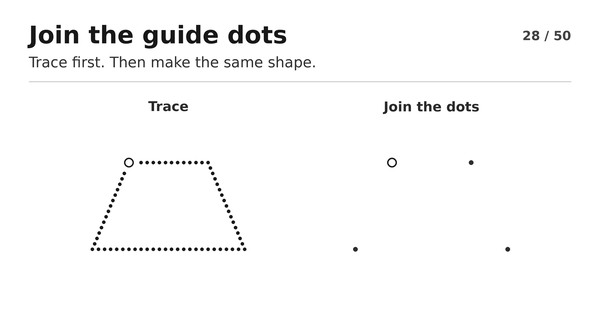 Join the guide dots
28 / 50
Trace first. Then make the same shape.
Trace
Join the dots